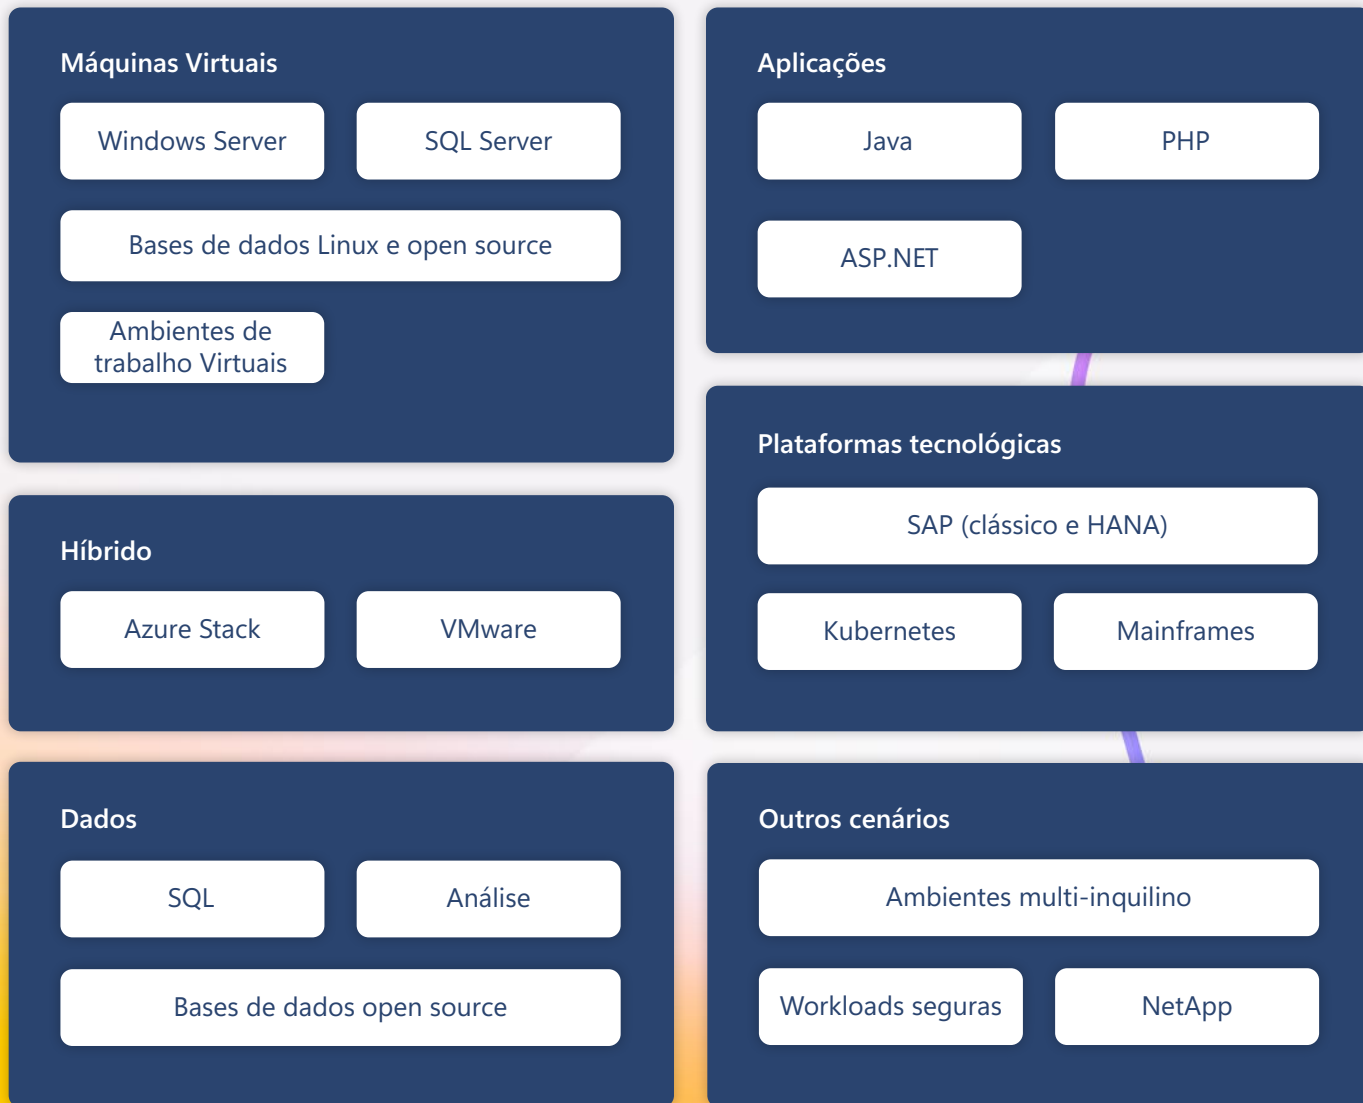 Máquinas Virtuais
Windows Server
SQL Server
Bases de dados Linux e open source
Ambientes de
trabalho Virtuais
Híbrido
Azure Stack
VMware
Dados
SQL
Análise
Bases de dados open source
Aplicações
Java
PHP
ASP.NET
Plataformas tecnológicas
SAP (clássico e HANA)
Kubernetes
Mainframes
Outros cenários
Ambientes multi-inquilino
Workloads seguras
NetApp